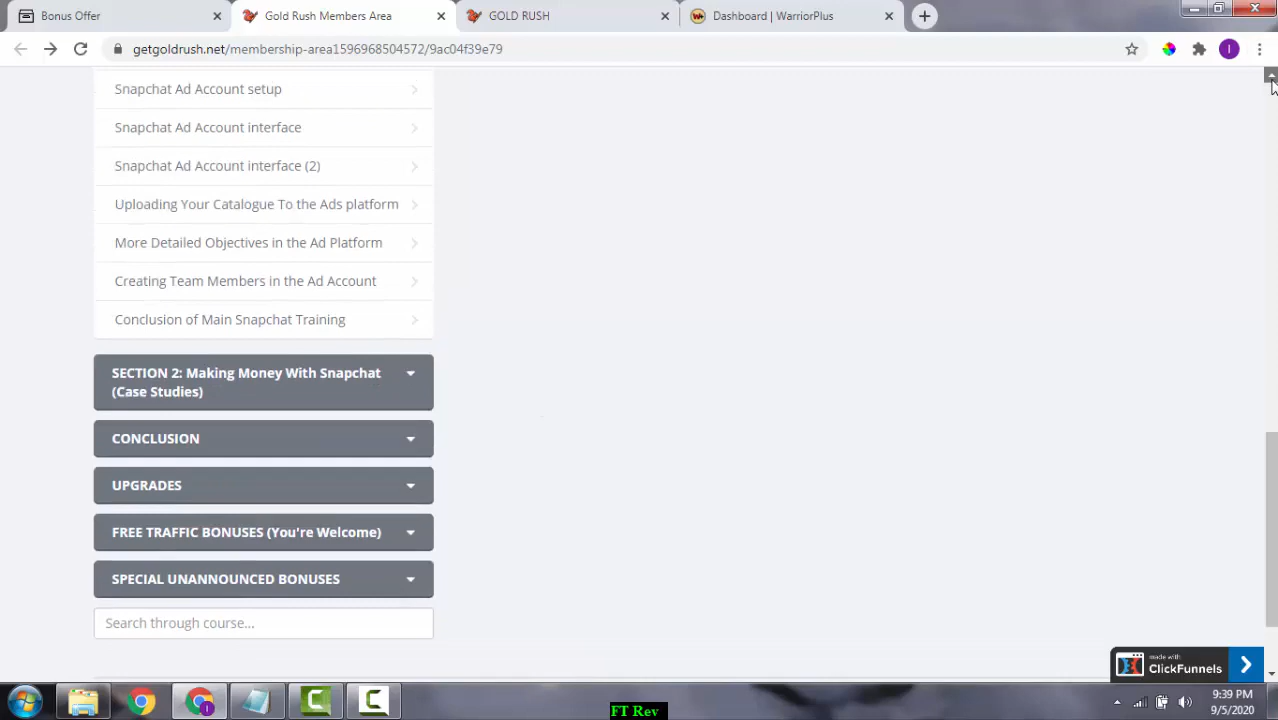 Bonus Offer
Gold Rush Members Area
GOLD RUSH
Dashboard | WarriorPlus
getgoldrush.net/membership-area1596968504572/9ac04f39e79
I
Snapchat Ad Account setup
Snapchat Ad Account interface
Snapchat Ad Account interface (2)
Uploading Your Catalogue To the Ads platform
More Detailed Objectives in the Ad Platform
Creating Team Members in the Ad Account
Conclusion of Main Snapchat Training
SECTION 2: Making Money With Snapchat
(Case Studies)
CONCLUSION
UPGRADES
FREE TRAFFIC BONUSES (You're Welcome)
SPECIAL UNANNOUNCED BONUSES
Search through course...
made with
ClickFunnels
9:39 PM
9/5/2020
FT Rev